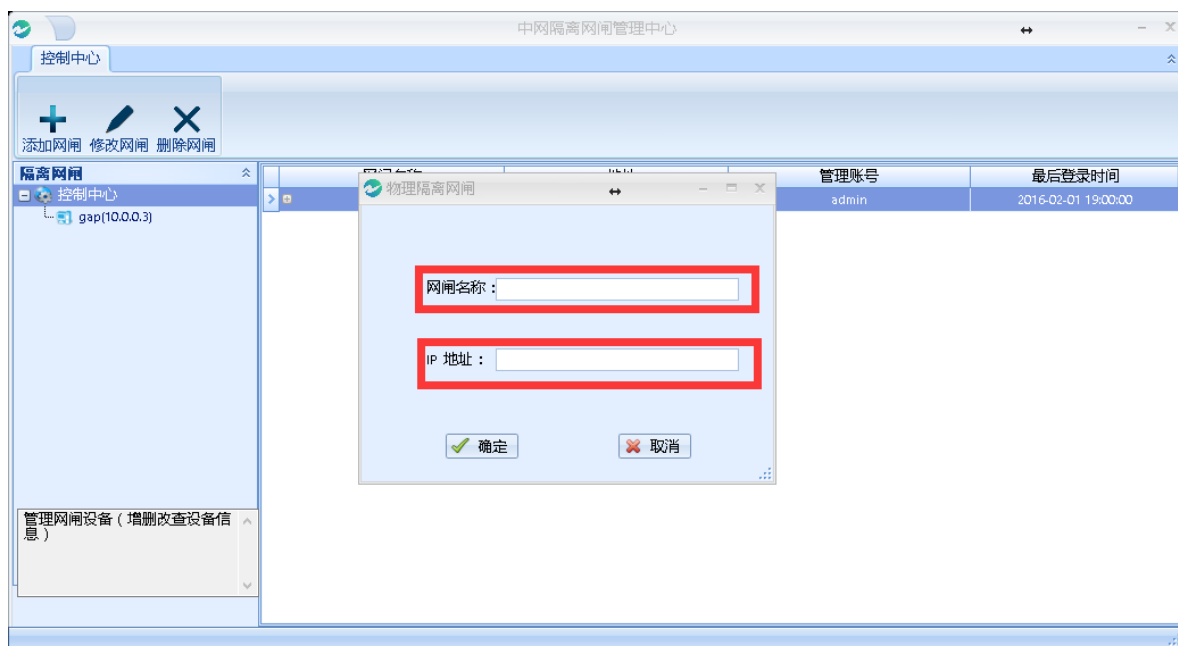 中网隔离网闸管理中心
控制中心
添加网闸 修改网闸 删除网闸
隔离网闸
管理账号
最后登录时间
控制中心
admin
2016-02-01 19:00:00
gap(10.0.0.3)
物理隔离网闸
网闸名称：
IP 地址：
确定
取消
管理网闸设备（增删改查设备信
息）